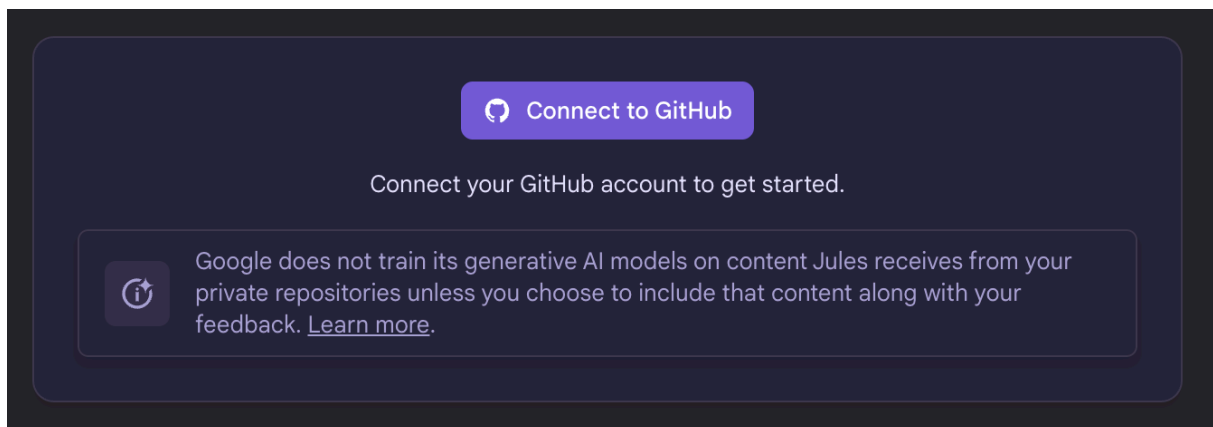 Connect to GitHub
Connect your GitHub account to get started.
Google does not train its generative AI models on content Jules receives from your
private repositories unless you choose to include that content along with your
feedback. Learn more.